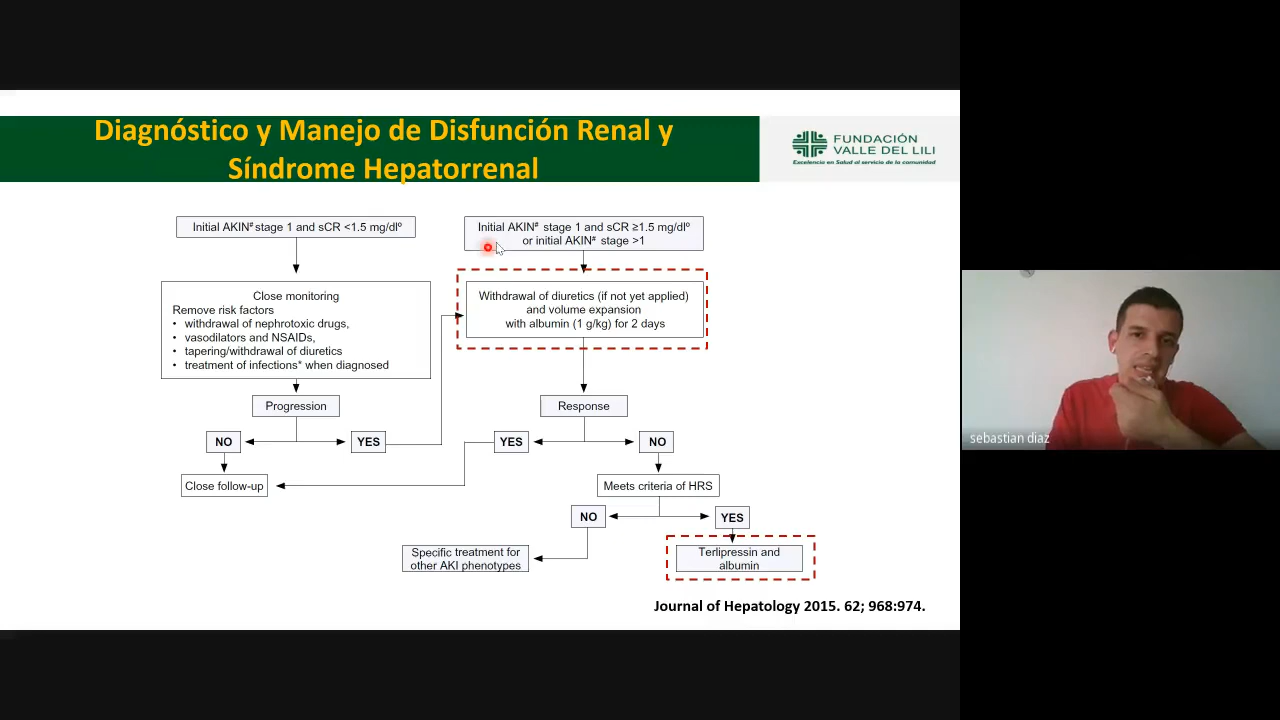 Diagnóstico y Manejo de Disfunción Renal y
Síndrome Hepatorrenal
FUNDACIÓN
VALLE DEL LILI
Excelencia en Salud al servicio de la comunidad
Initial AKIN# stage 1 and sCR <1.5 mg/dlº
Initial AKIN# stage 1 and sCR ≥1.5 mg/dlº
or initial AKIN# stage >1
Close monitoring
Remove risk factors
• withdrawal of nephrotoxic drugs,
• vasodilators and NSAIDs,
• tapering/withdrawal of diuretics
• treatment of infections* when diagnosed
Withdrawal of diuretics (if not yet applied)
and volume expansion
with albumin (1 g/kg) for 2 days
Progression
Response
NO
YES
YES
NO
Close follow-up
Meets criteria of HRS
NO
YES
Specific treatment for
other AKI phenotypes
Terlipressin and
albumin
Journal of Hepatology 2015. 62; 968:974.
sebastian diaz